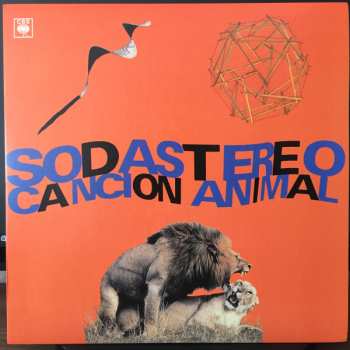 CBS
SODA STEREO
CANCION ANIMAL